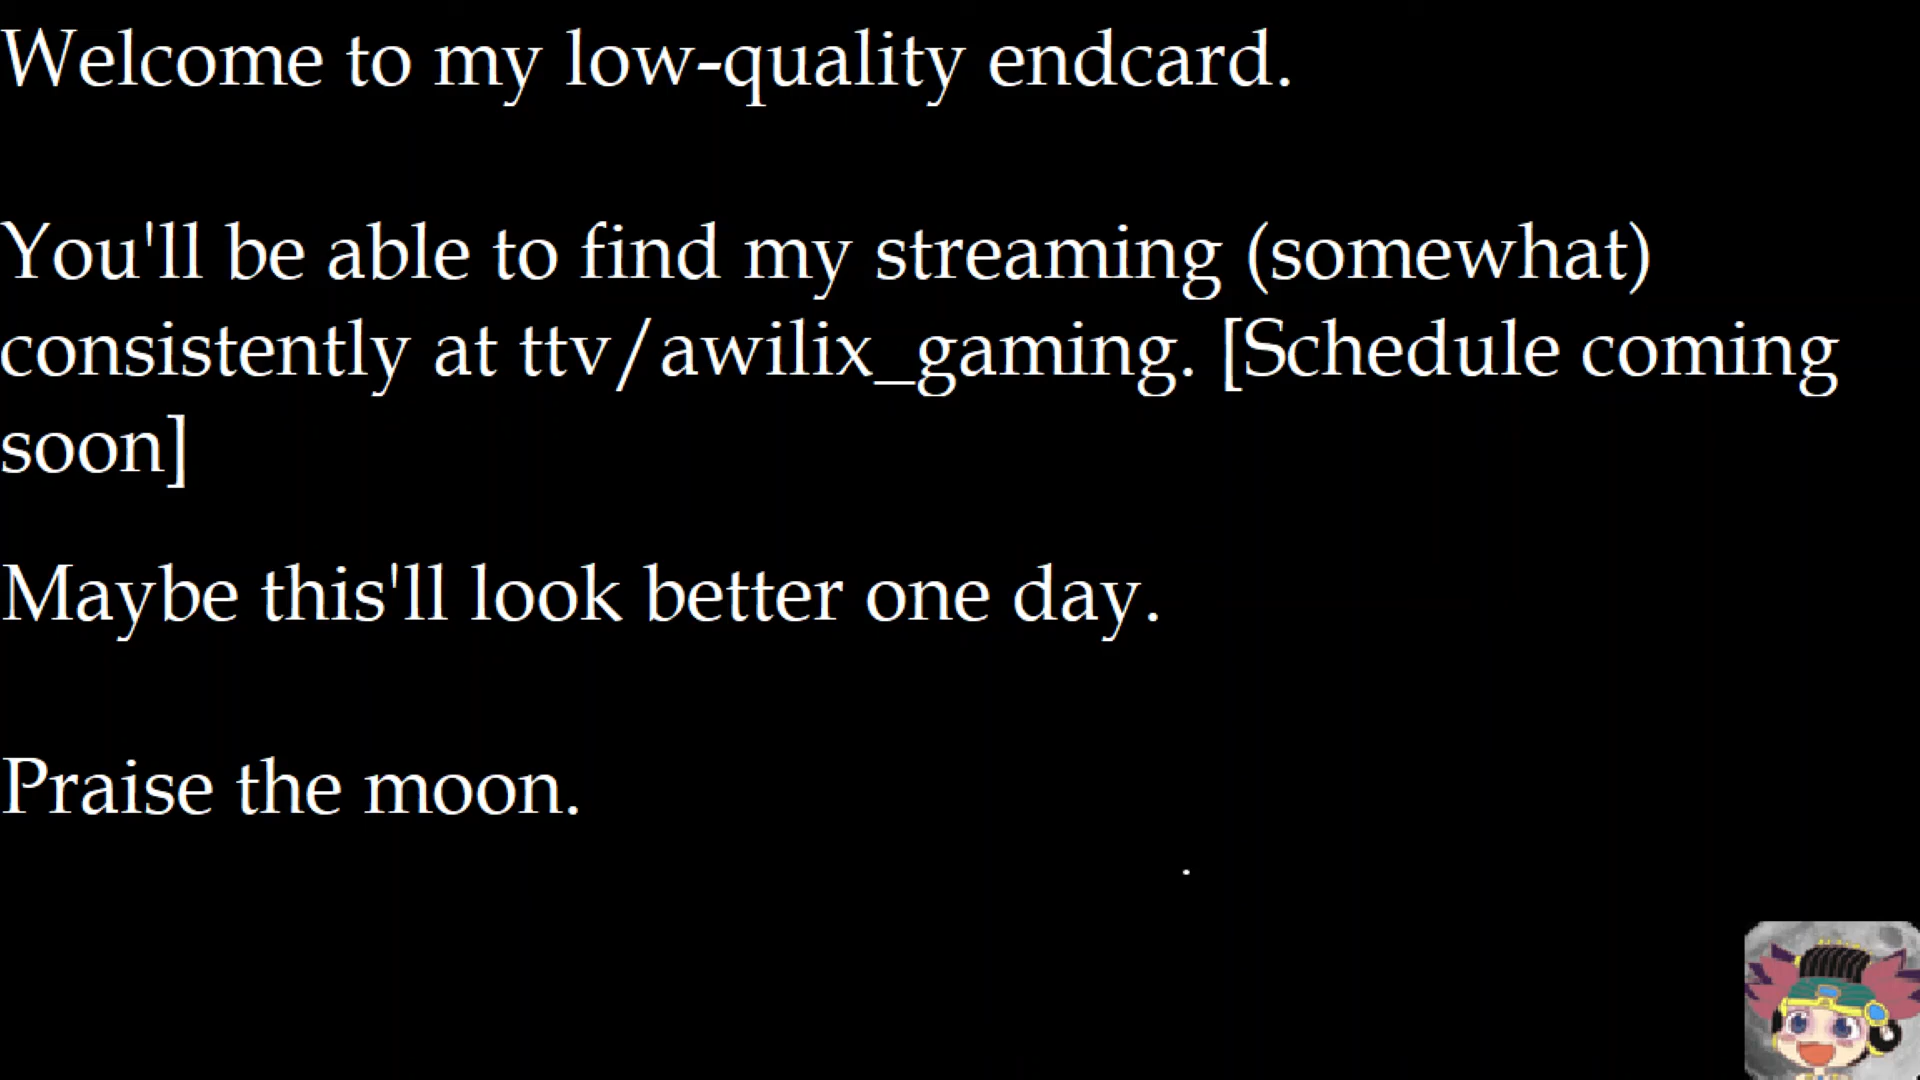 Welcome to my low-quality endcard.
You'll be able to find my streaming (somewhat)
consistently at ttv/awilix_gaming. [Schedule coming
soon]
Maybe this'll look better one day.
Praise the moon.
.